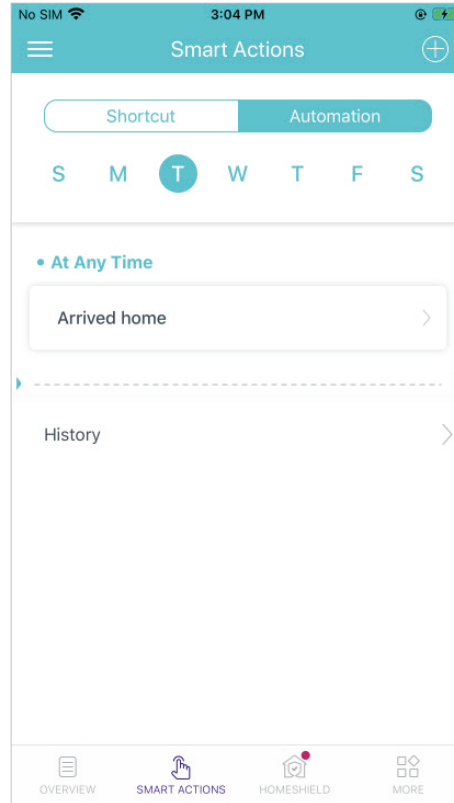 No SIM 3:04 PM
Smart Actions
Shortcut Automation
S M T W T F S
• At Any Time
Arrived home
History
OVERVIEW SMART ACTIONS HOMESHIELD MORE